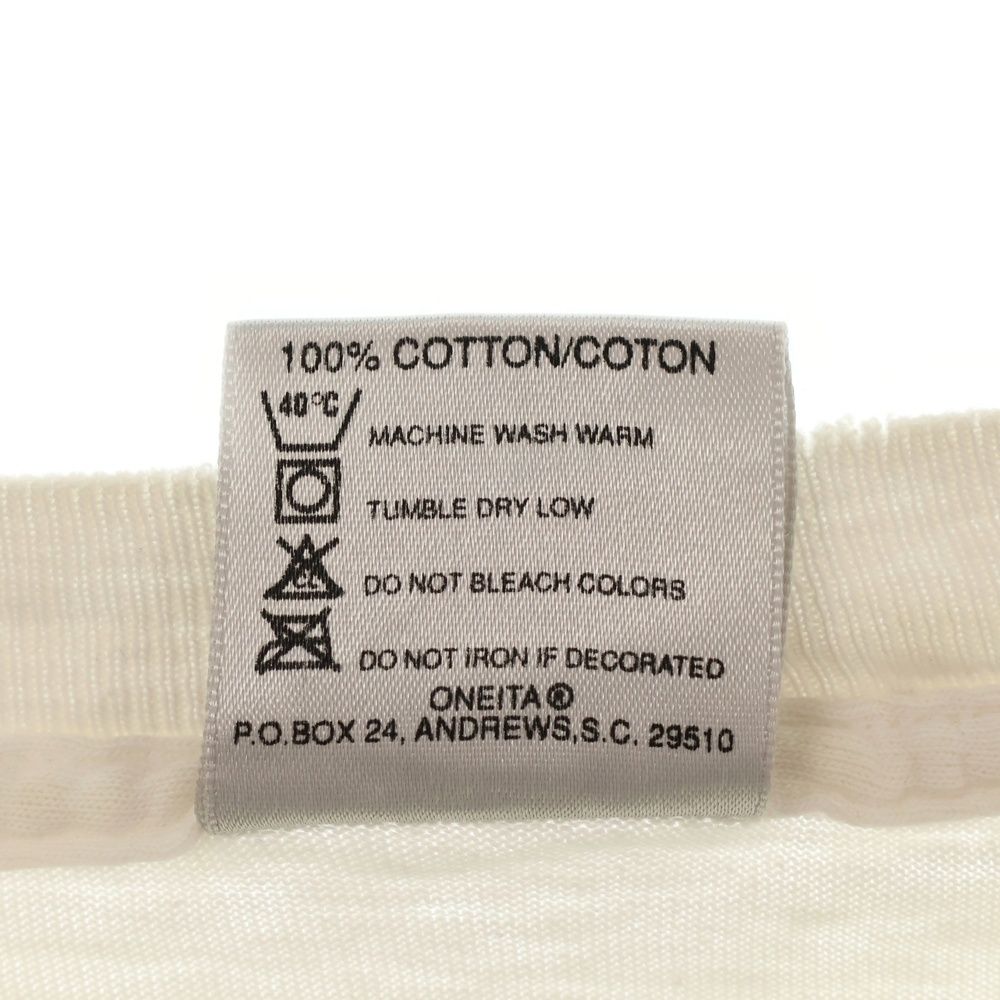 100% COTTON/COTON
40°C
MACHINE WASH WARM
TUMBLE DRY LOW
CL
DO NOT BLEACH COLORS
DO NOT IRON IF DECORATED
ONEITA®
P.O.BOX 24, ANDREWS,S.C. 29510